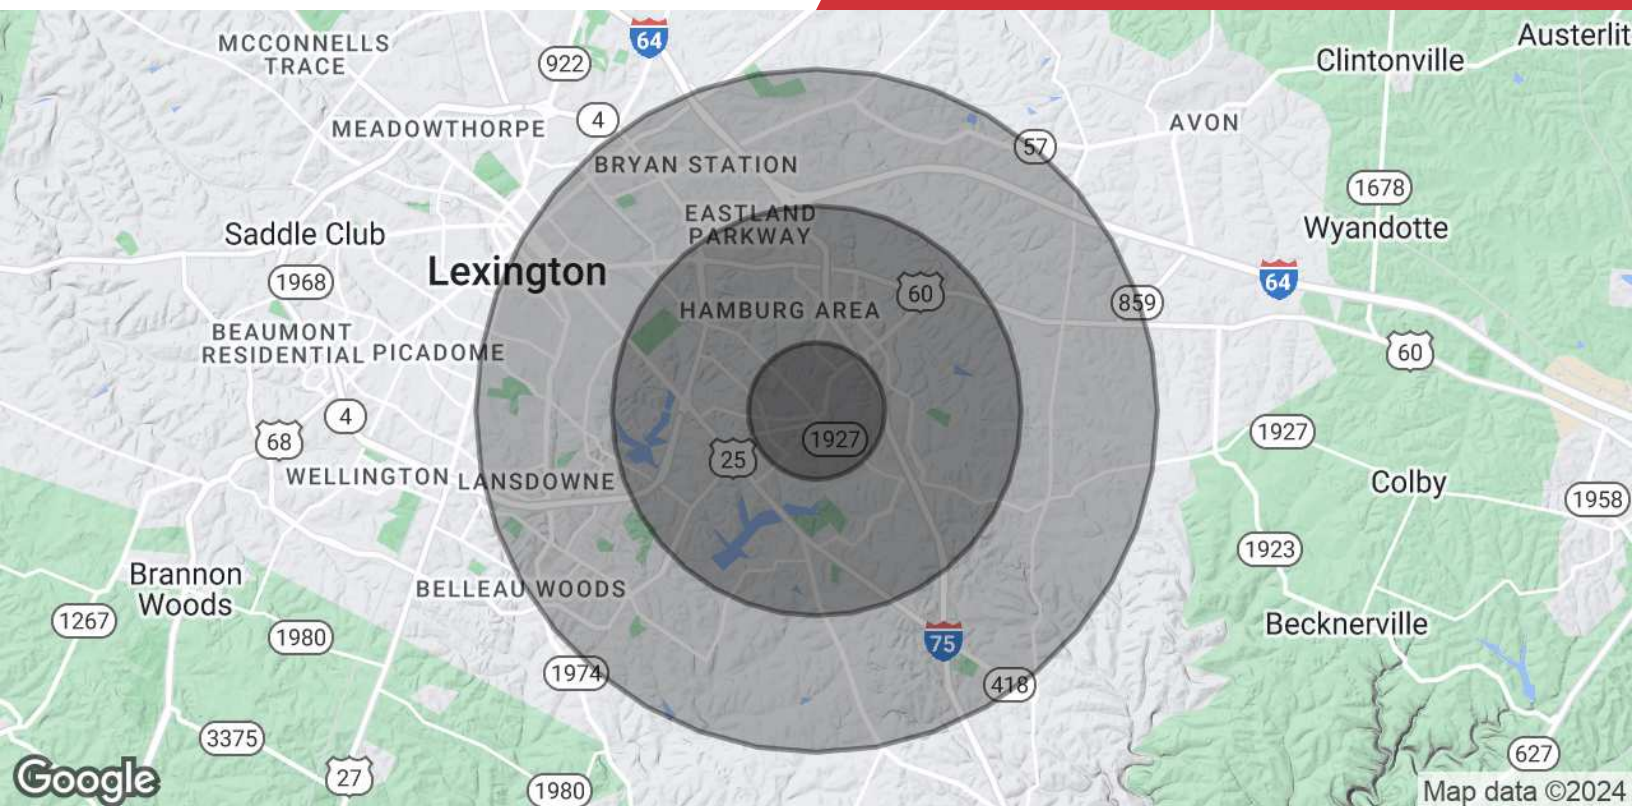 MCCONNELLS
TRACE
922
64
Clintonville
Austerlit
4
MEADOWTHORPE
AVON
57
BRYAN STATION
1678
Saddle Club
EASTLAND
PARKWAY
Wyandotte
Lexington
1968
60
64
859
HAMBURG AREA
BEAUMONT
RESIDENTIAL
PICADOME
60
4
68
1927
1927
25
WELLINGTON
LANSDOWNE
Colby
1958
1923
Brannon
Woods
BELLEAU WOODS
1267
1980
75
Becknerville
1974
418
3375
27
1980
627
Google
Map data ©2024